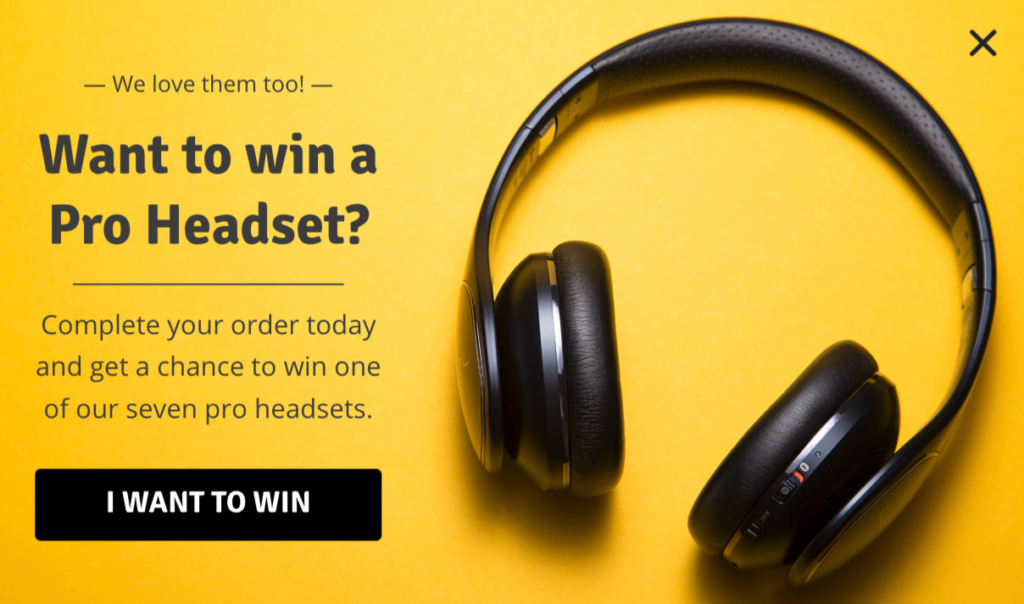 — We love them too! —
Want to win a
Pro Headset?
Complete your order today
and get a chance to win one
of our seven pro headsets.
I WANT TO WIN